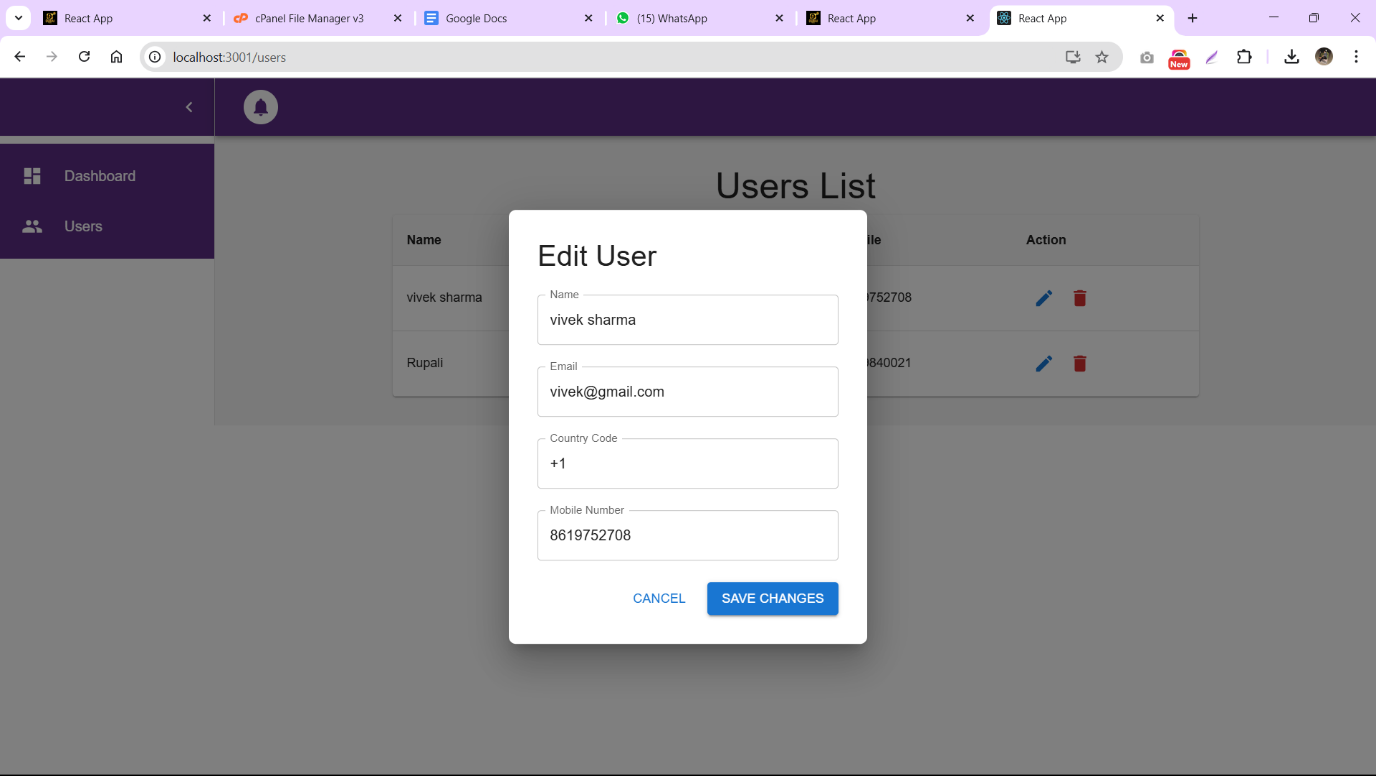 React App
cPanel File Manager v3
Google Docs
(15) WhatsApp
React App
React App
localhost:3001/users
New
Dashboard
Users
Users List
Name
ile
Action
vivek sharma
752708
Rupali
840021
Edit User
Name
vivek sharma
Email
vivek@gmail.com
Country Code
+1
Mobile Number
8619752708
CANCEL
SAVE CHANGES